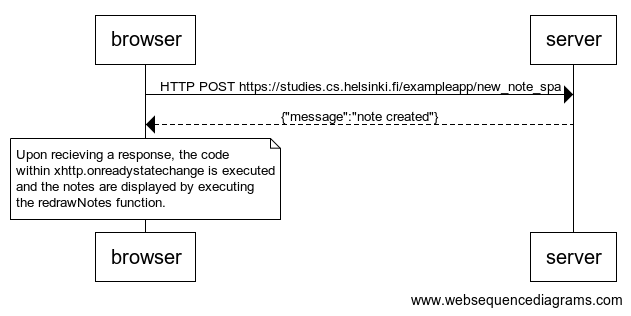 browser
server
HTTP POST https://studies.cs.helsinki.fi/exampleapp/new_note_spa
{"message":"note created"}
Upon recieving a response, the code
within xhttp.onreadystatechange is executed
and the notes are displayed by executing
the redrawNotes function.
browser
server
www.websequencediagrams.com